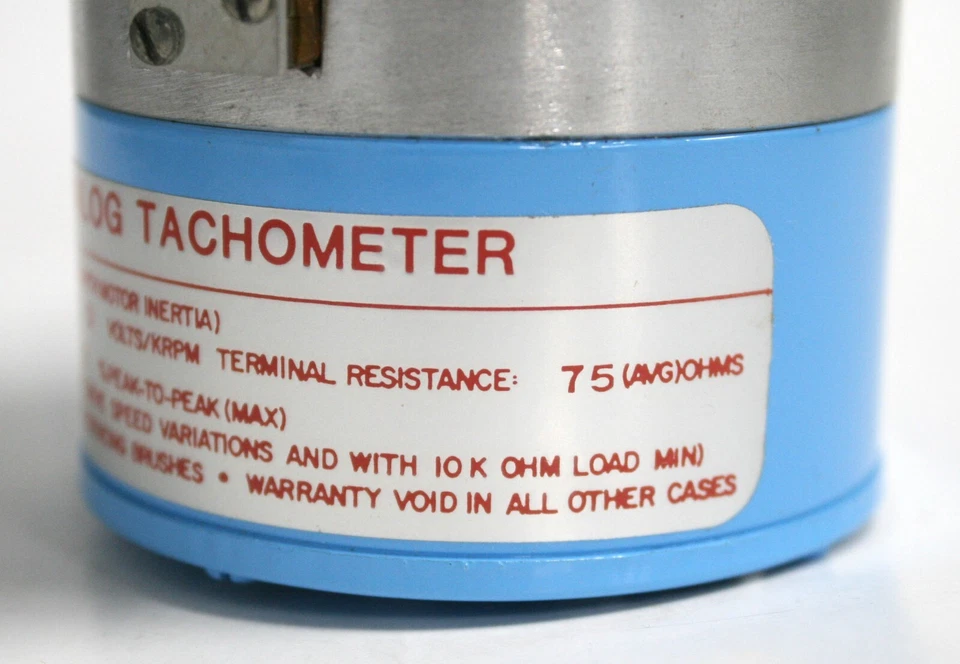 LOG TACHOMETER
MOTOR INERTIA)
VOLTS/KRPM TERMINAL RESISTANCE: 75 (AVG)OHMS
PEAK-TO-PEAK (MAX)
SPEED VARIATIONS AND WITH 10 K OHM LOAD MIN)
BRUSHES • WARRANTY VOID IN ALL OTHER CASES